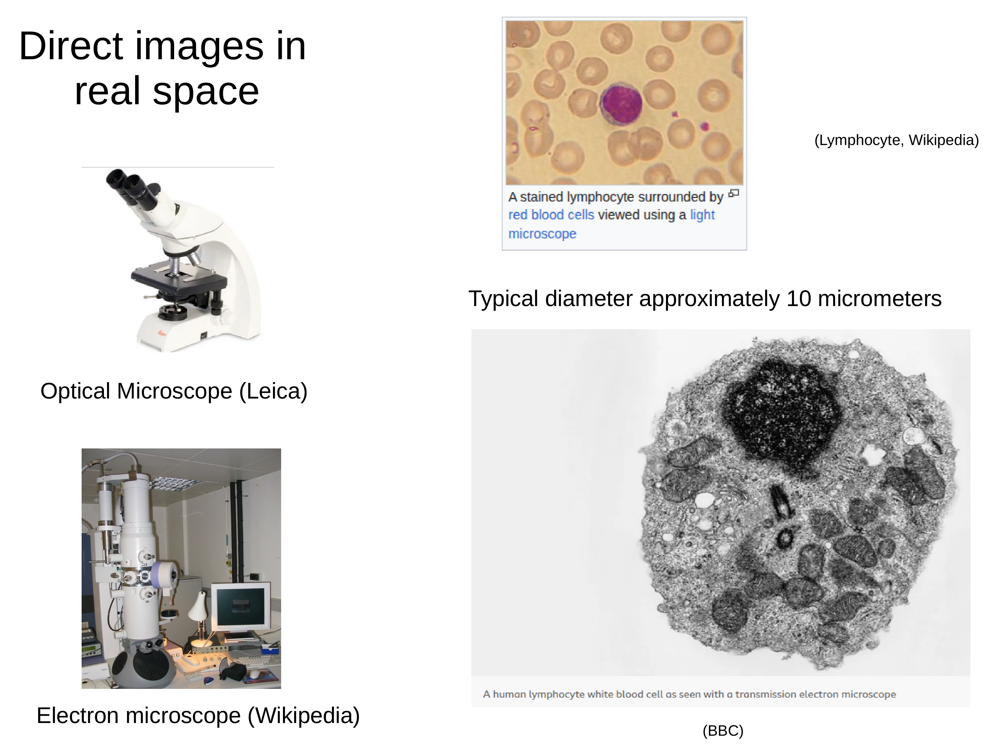 Direct images in
real space
(Lymphocyte, Wikipedia)
A stained lymphocyte surrounded by
red blood cells viewed using a light
microscope
Typical diameter approximately 10 micrometers
Leica
Optical Microscope (Leica)
Electron microscope (Wikipedia)
A human lymphocyte white blood cell as seen with a transmission electron microscope
(BBC)